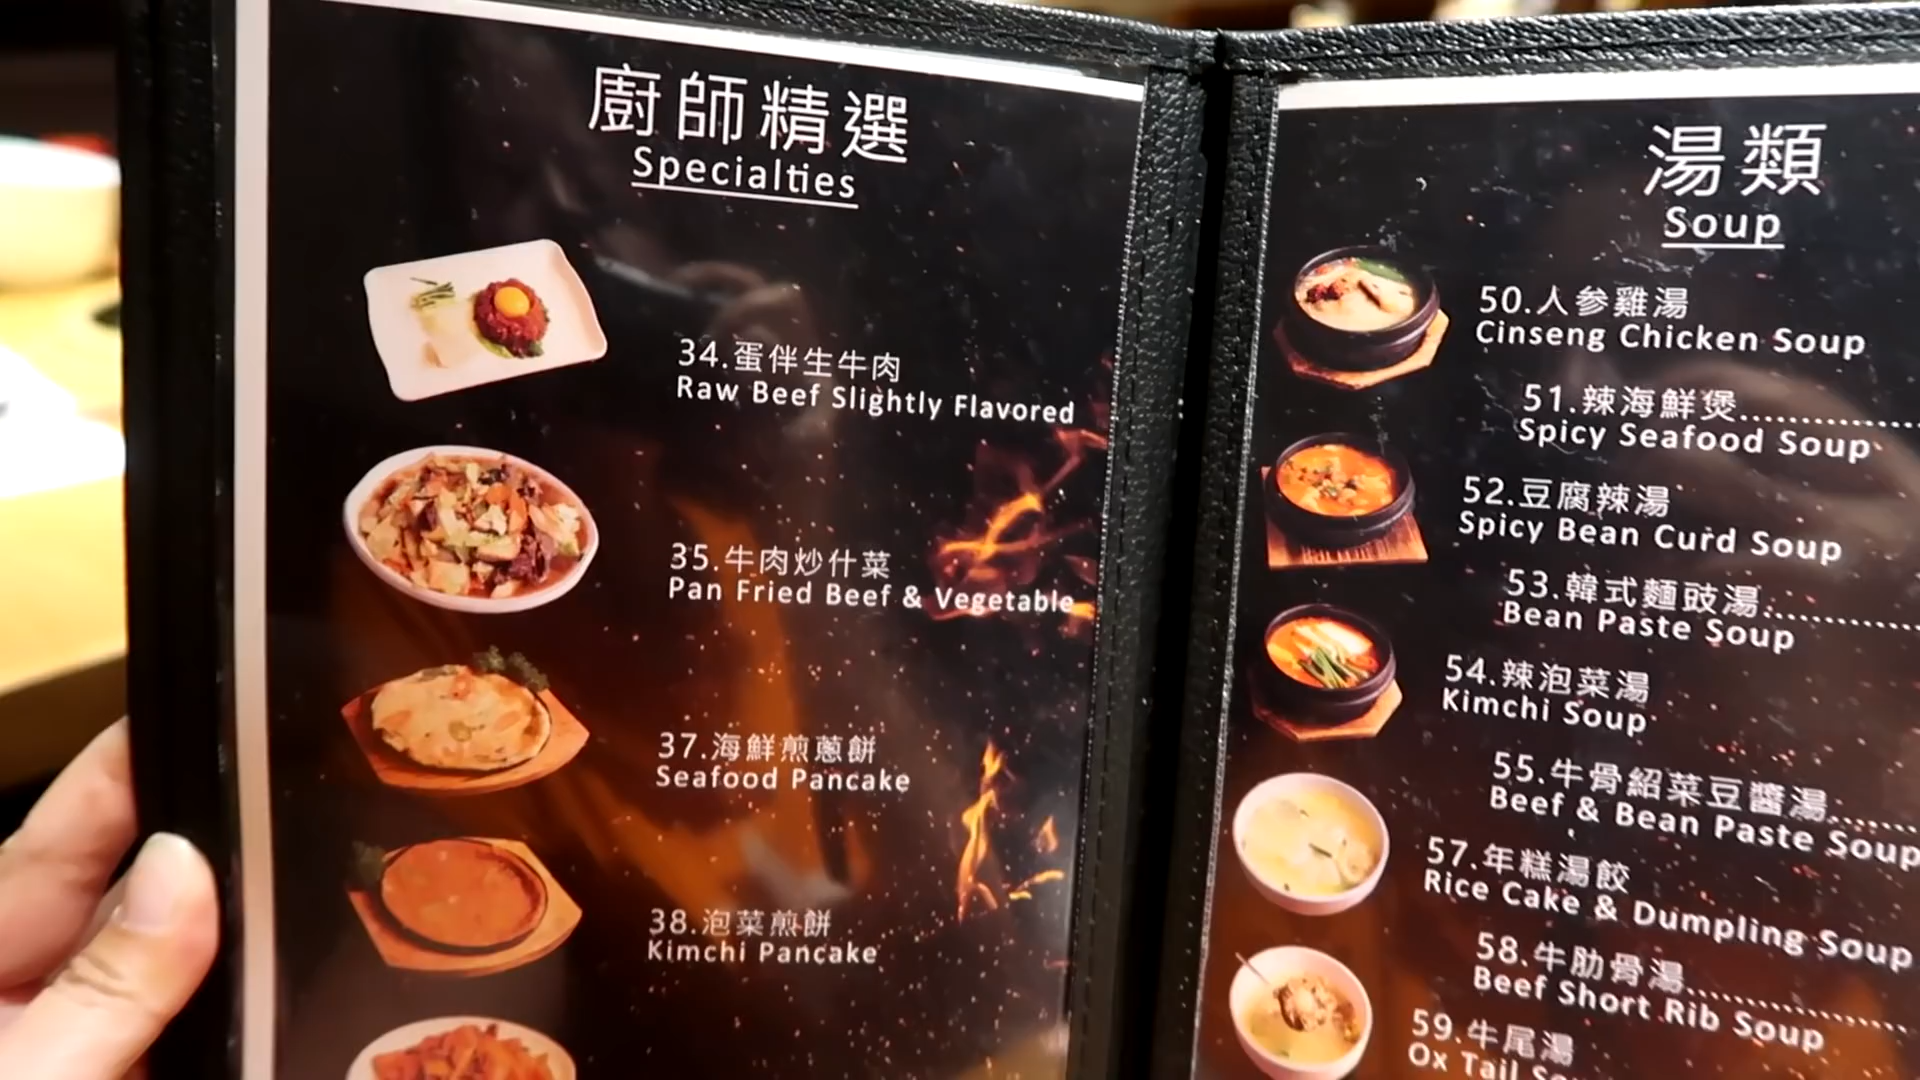 廚師精選
Specialties
34.蛋伴生牛肉
Raw Beef Slightly Flavored
35.牛肉炒什菜
Pan Fried Beef & Vegetable
37.海鮮煎蔥餅
Seafood Pancake
38.泡菜煎餅
Kimchi Pancake
湯類
Soup
50.人参雞湯
Cinseng Chicken Soup
51.辣海鮮煲
Spicy Seafood Soup
52.豆腐辣湯
Spicy Bean Curd Soup
53.韓式麵豉湯
Bean Paste Soup
54.辣泡菜湯
Kimchi Soup
55.牛骨紹菜豆醬湯
Beef & Bean Paste Soup
57.年糕湯餃
Rice Cake & Dumpling Soup
58.牛肋骨湯
Beef Short Rib Soup
59.牛尾湯
Ox Tail